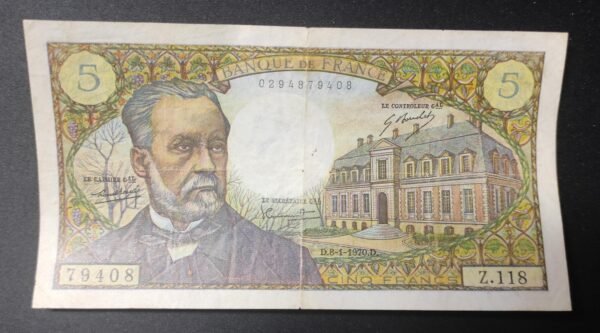 5
BANQUE DE FRANCE
5
0294879408
LE CONTROLEUR GAL
LE CAISSIER GAL
LE SECRÉTAIRE GAL
D.8-1-1970.D.
79408
CINQ FRANCS
Z.118